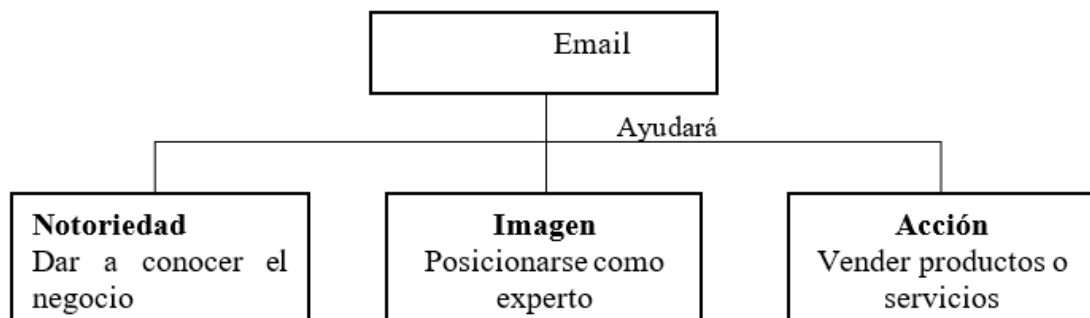 Email
Ayudará
Notoriedad
Dar a conocer el
negocio
Imagen
Posicionarse como
experto
Acción
Vender productos o
servicios